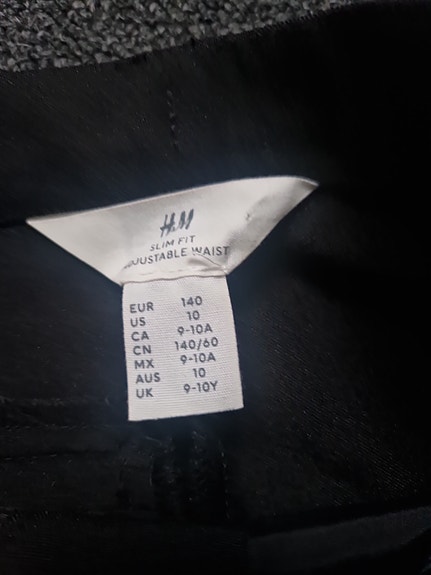 H&M
SLIM FIT
ADJUSTABLE WAIST
EUR 140
US 10
CA 9-10A
CN 140/60
MX 9-10A
AUS 10
UK 9-10Y